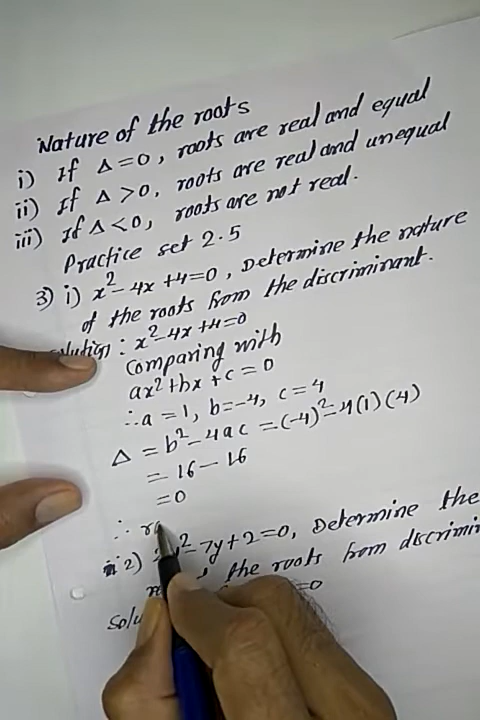 Nature of the roots
i) If Δ=0, roots are real and equal
ii) If Δ>0, roots are real and unequal
iii) If Δ<0, roots are not real.
Practice set 2.5
3) i) x²-4x+4=0, Determine the nature
of the roots from the discriminant.
: x²-4x+4=0
Comparing with
ax²+bx+c=0
∴a=1, b=-4, c=4
Δ=b²-4ac=(-4)²-4(1)(4)
=16-16
=0
∴
2) ²-7y+2=0, Determine the
the roots from
=0